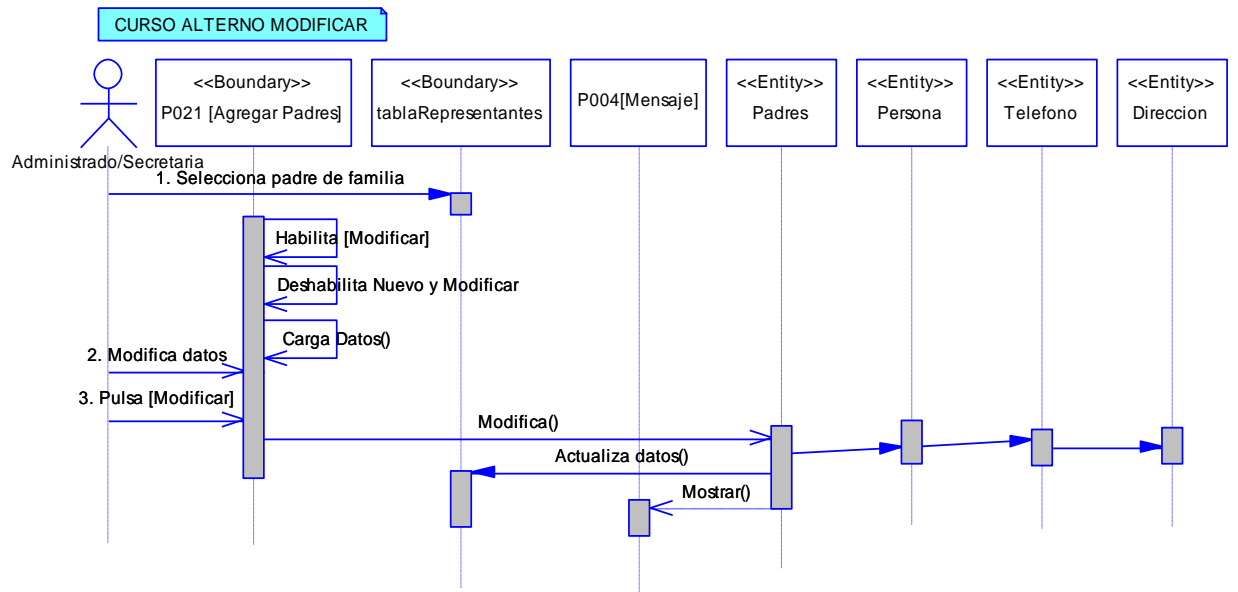 CURSO ALTERNO MODIFICAR
<<Boundary>>
P021 [Agregar Padres]
<<Boundary>>
tablaRepresentantes
P004[Mensaje]
<<Entity>>
Padres
<<Entity>>
Persona
<<Entity>>
Telefono
<<Entity>>
Direccion
Administrado/Secretaria
1. Selecciona padre de familia
Habilita [Modificar]
Deshabilita Nuevo y Modificar
Carga Datos()
2. Modifica datos
3. Pulsa [Modificar]
Modifica()
Actualiza datos()
Mostrar()